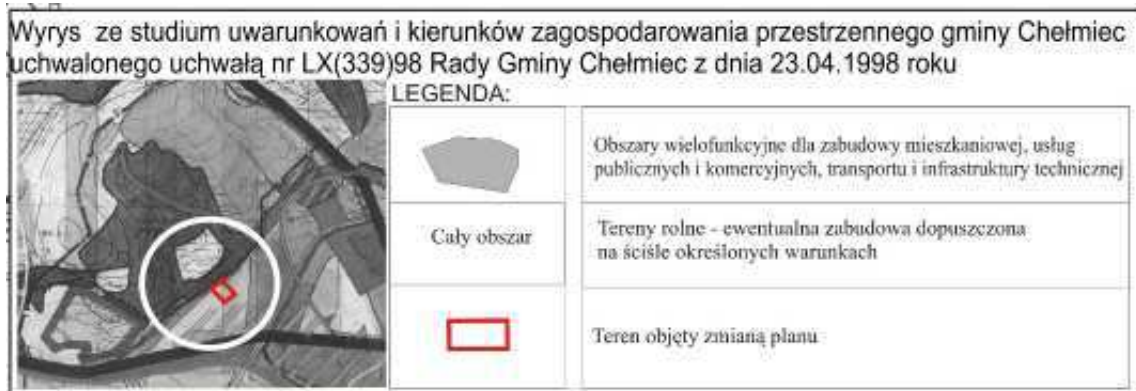 Wyrys ze studium uwarunkowań i kierunków zagospodarowania przestrzennego gminy Chełmiec
uchwalonego uchwałą nr LX(339)98 Rady Gminy Chełmiec z dnia 23.04.1998 roku
LEGENDA:
Obszary wielofunkcyjne dla zabudowy mieszkaniowej, usług
publicznych i komercyjnych, transportu i infrastruktury technicznej
Cały obszar
Tereny rolne - ewentualna zabudowa dopuszczona
na ściśle określonych warunkach
Teren objęty zmianą planu